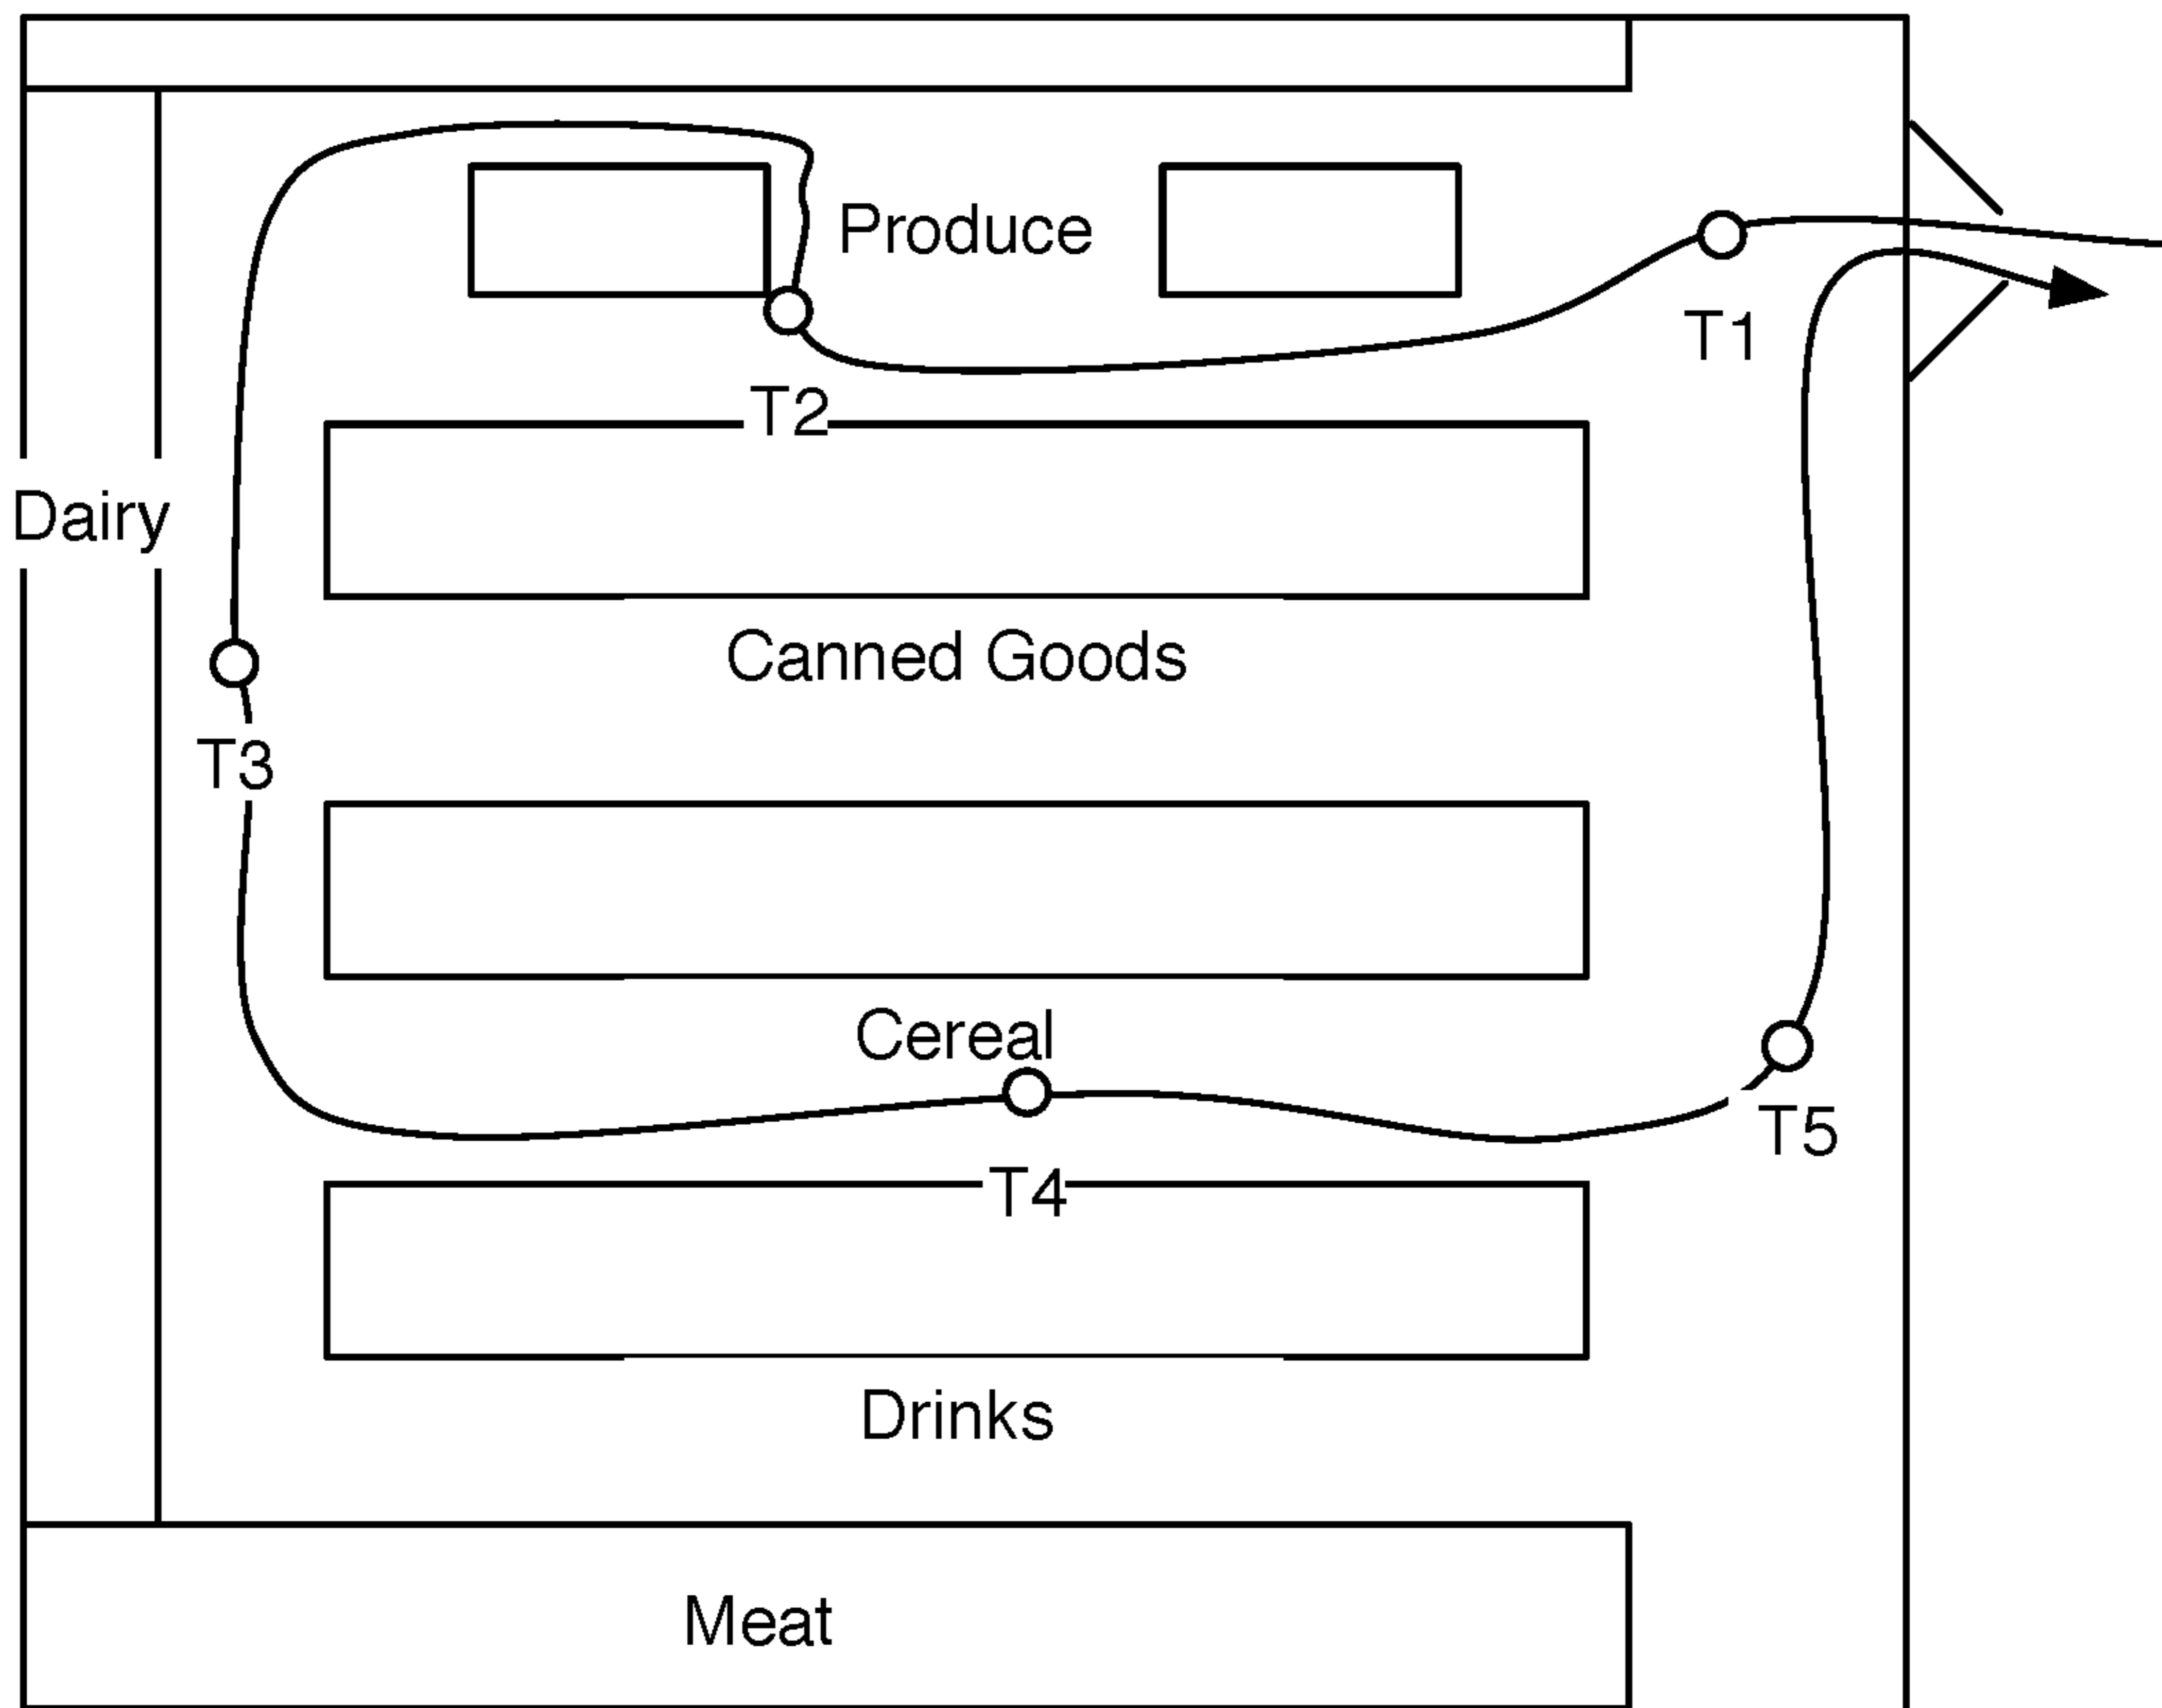 Produce
T1
T2
Dairy
Canned Goods
T3
Cereal
T5
T4
Drinks
Meat